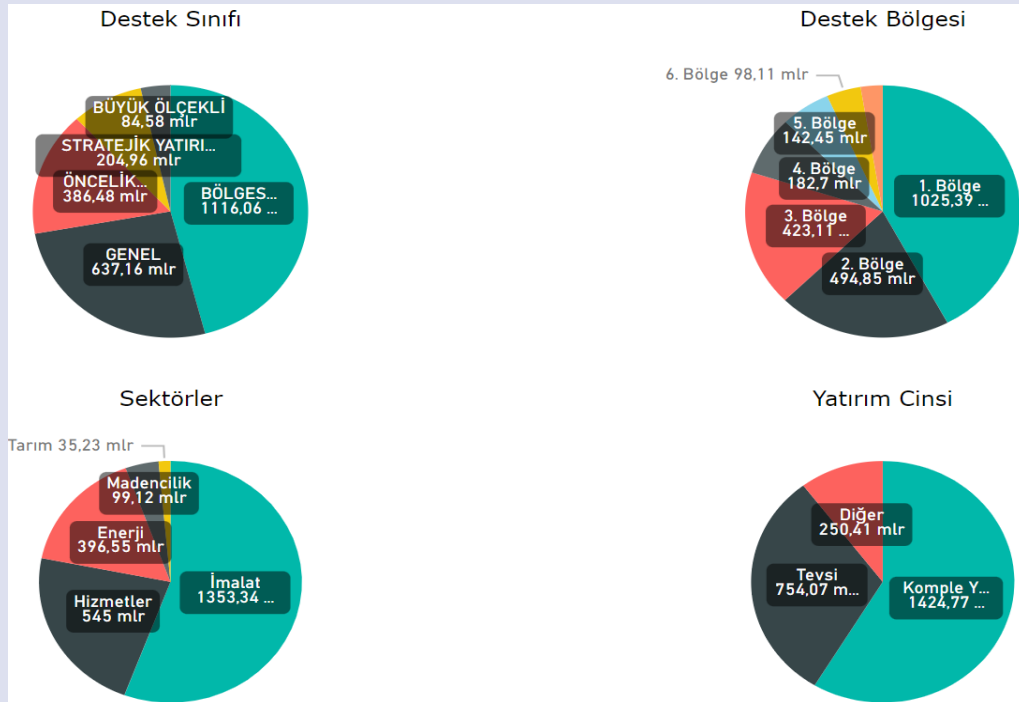 Destek Sınıfı
BÜYÜK ÖLÇEKLİ
84,58 mlr
STRATEJİK YATIRI...
204,96 mlr
ÖNCELİK...
386,48 mlr
BÖLGES...
1116,06 ...
GENEL
637,16 mlr
Destek Bölgesi
6. Bölge 98,11 mlr
5. Bölge
142,45 mlr
4. Bölge
182,7 mlr
1. Bölge
1025,39 ...
3. Bölge
423,11 ...
2. Bölge
494,85 mlr
Sektörler
Tarım 35,23 mlr
Madencilik
99,12 mlr
Enerji
396,55 mlr
İmalat
1353,34 ...
Hizmetler
545 mlr
Yatırım Cinsi
Diğer
250,41 mlr
Tevsi
754,07 m...
Komple Y...
1424,77 ...